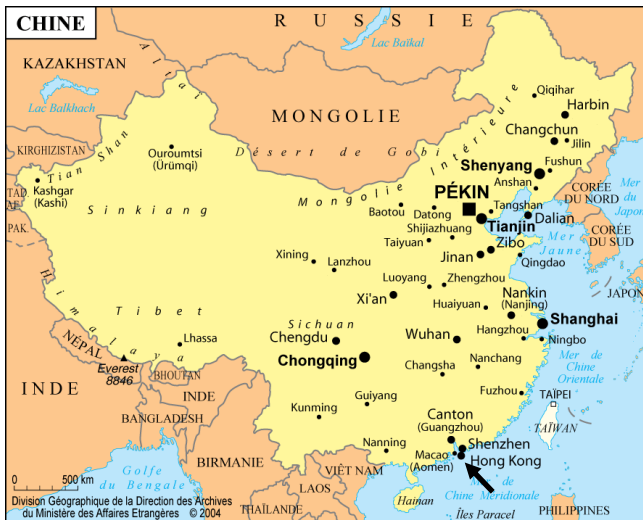 CHINE
RUSSIE
Lac Baïkal
KAZAKHSTAN
Altaï
Lac Balkhach
MONGOLIE
Qiqihar
Harbin
Changchun
Jilin
KIRGHIZISTAN
Tian Shan
Ouroumtsi
(Ürümqi)
Désert de Gobi
Mongolie Intérieure
Shenyang
Fushun
Anshan
Kashgar
(Kashi)
TAD.
AF.
PAK.
Sinkiang
PÉKIN
Baotou
Datong
Tangshan
Tianjin
Dalian
CORÉE
DU NORD
Mer
du
Japon
Shijiazhuang
Taiyuan
Zibo
Jinan
Mer
Jaune
CORÉE
DU SUD
Qingdao
Xining
Lanzhou
Luoyang
Zhengzhou
JAPON
Xi'an
Huaiyuan
Nankin
(Nanjing)
Himalaya
Tibet
Lhassa
Sichuan
Chengdu
Chongqing
Wuhan
Hangzhou
Shanghai
Ningbo
NÉPAL
Everest
8846
BHOUTAN
Nanchang
Changsha
Mer de
Chine
Orientale
INDE
INDE
Guiyang
Kunming
Fuzhou
TAÏPEI
TAÏWAN
BANGLADESH
Canton
(Guangzhou)
Shenzhen
Hong Kong
Macao
(Aomen)
Nanning
BIRMANIE
VIÊT NAM
LAOS
Golfe
du Bengale
Hainan
Mer de
Chine Méridionale
Îles Paracel
PHILIPPINES
THAÏLANDE
0 500 km
Division Géographique de la Direction des Archives
du Ministère des Affaires Etrangères © 2004